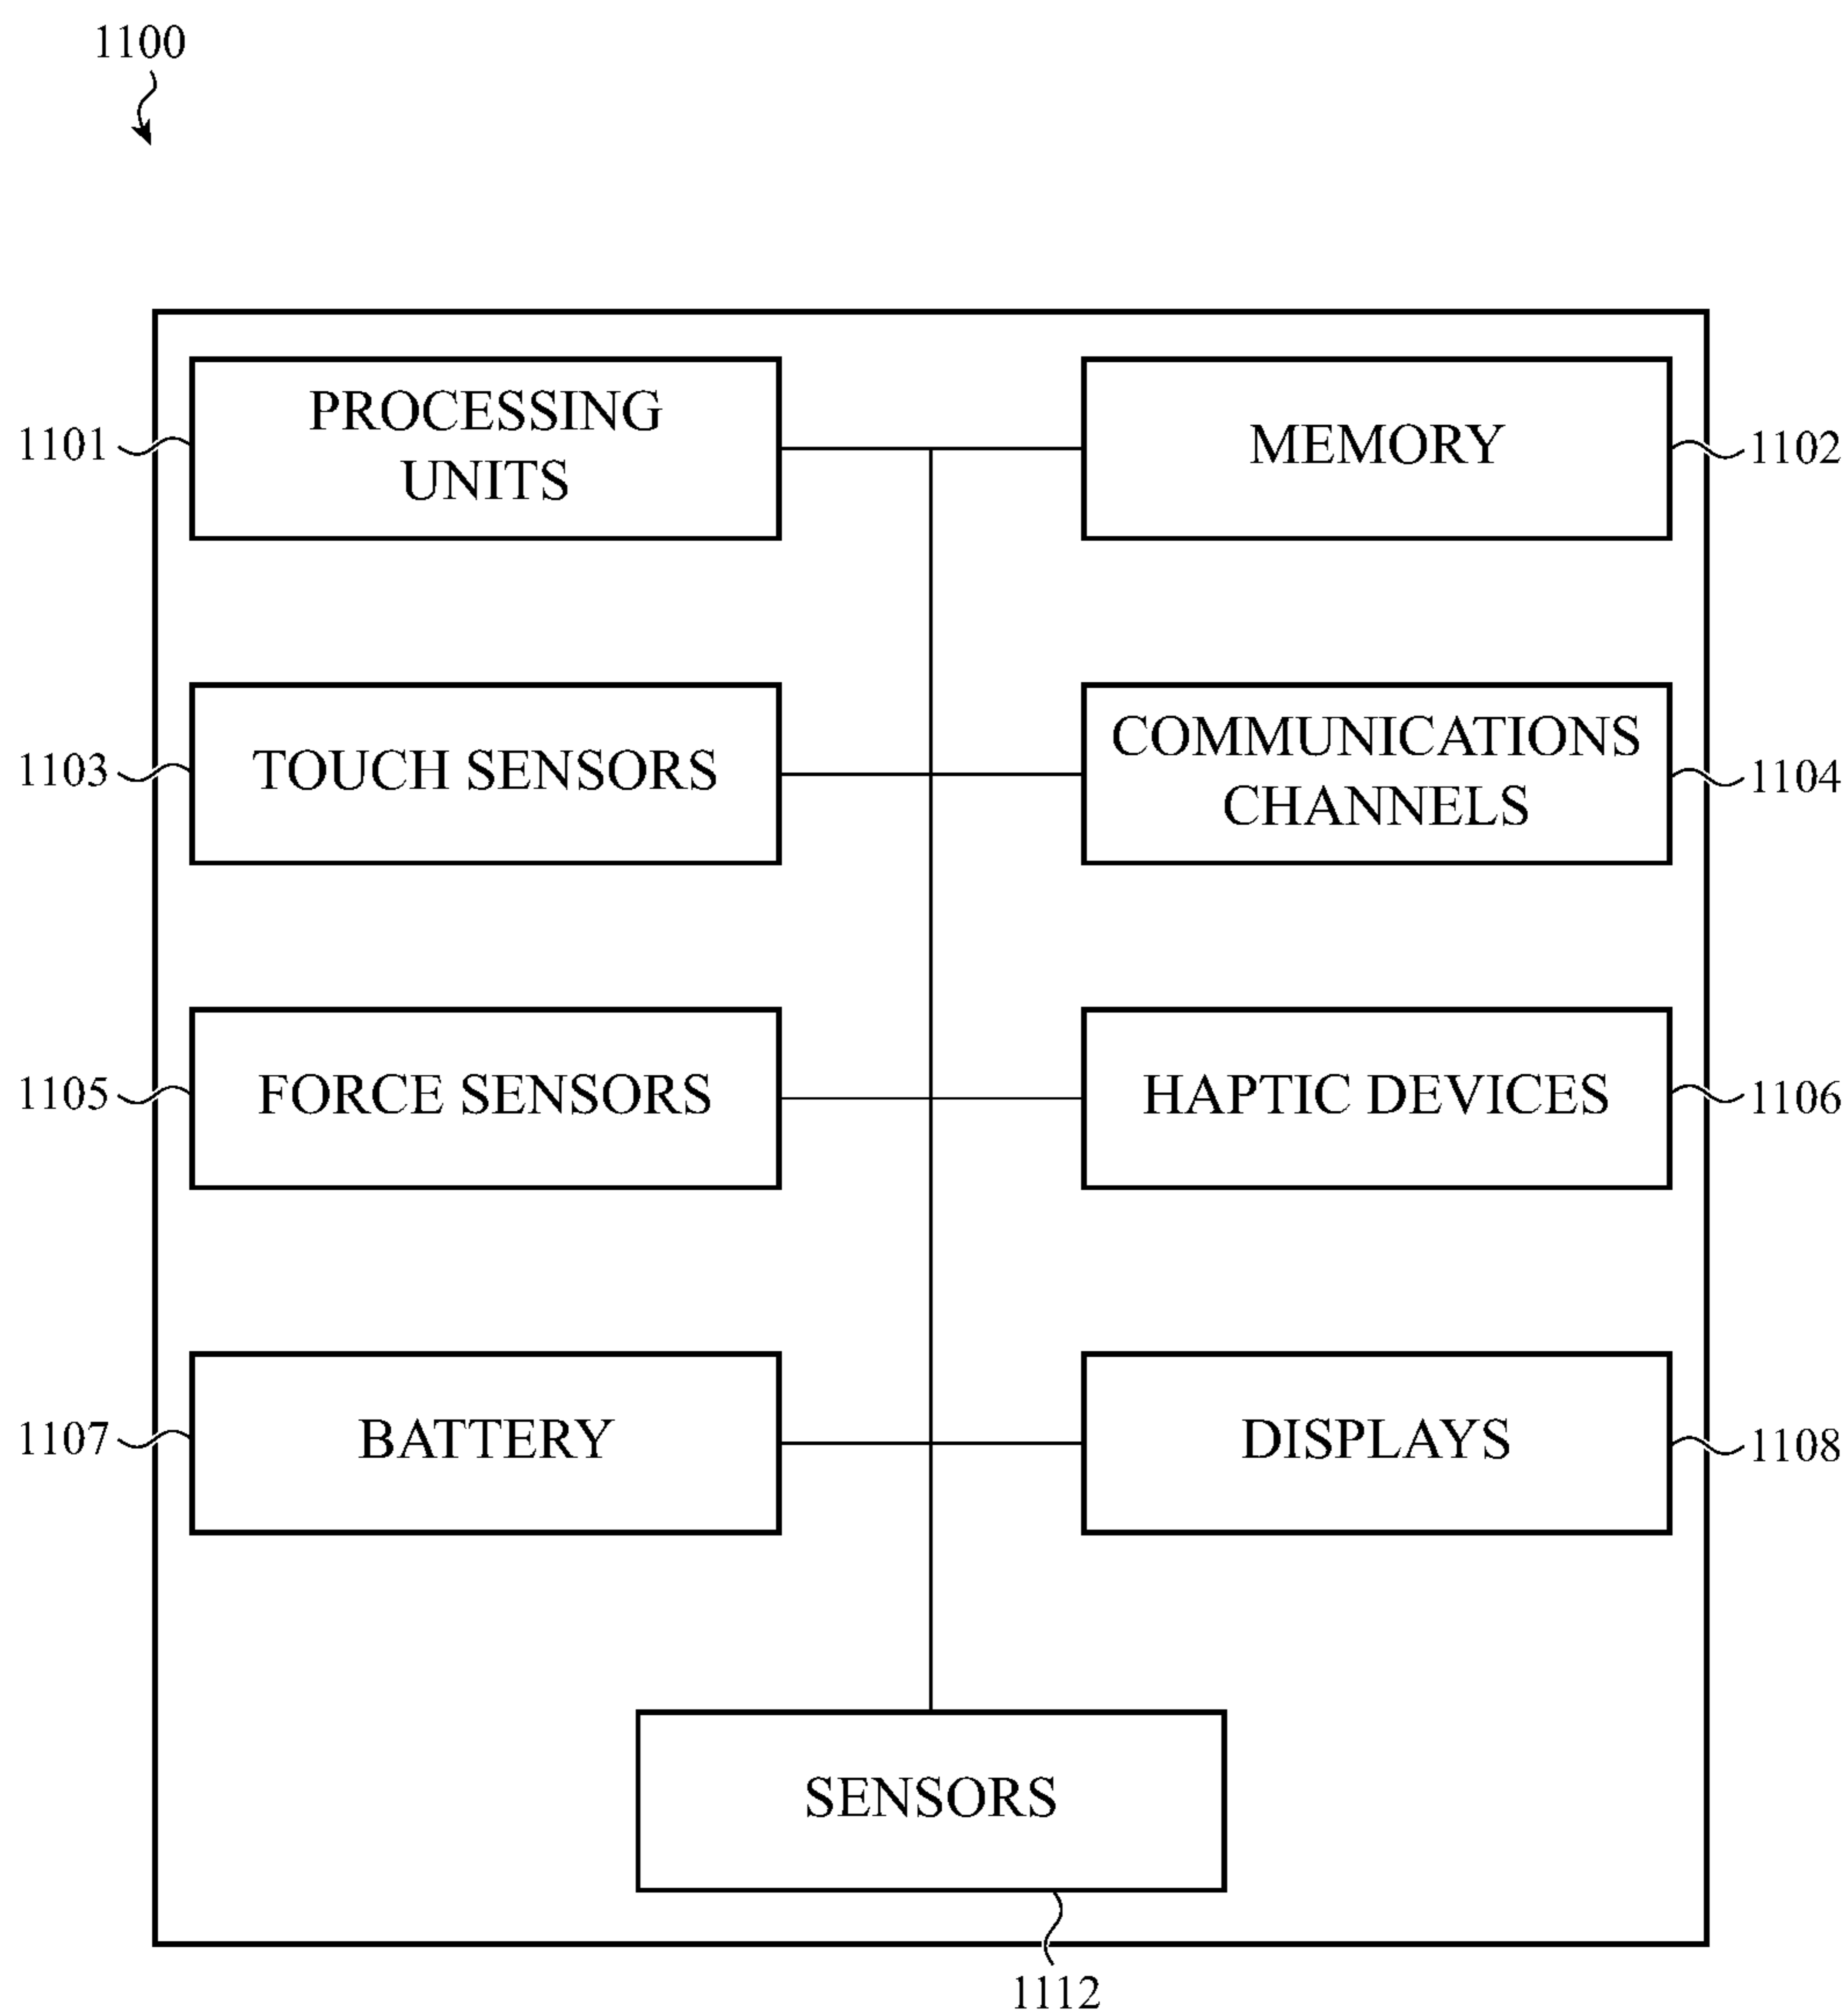 1100
PROCESSING
UNITS
1101
MEMORY
1102
TOUCH SENSORS
1103
COMMUNICATIONS
CHANNELS
1104
FORCE SENSORS
1105
HAPTIC DEVICES
1106
BATTERY
1107
DISPLAYS
1108
SENSORS
1112